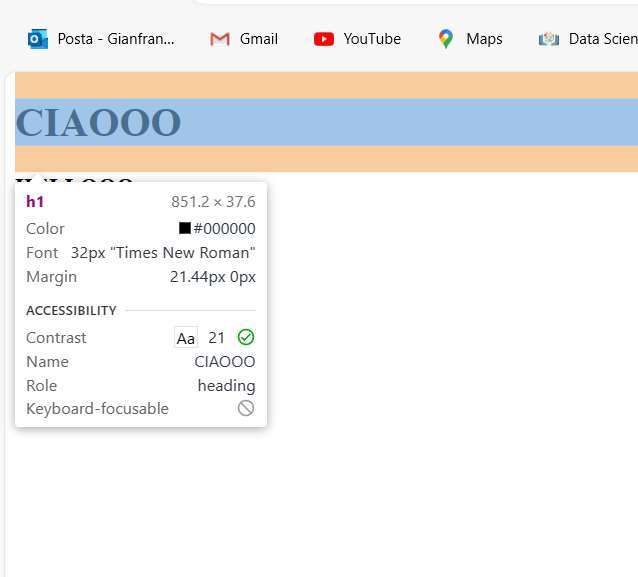 Posta - Gianfran... Gmail YouTube Maps Data Scien
CIAOOO
h1 851.2 × 37.6
Color #000000
Font 32px "Times New Roman"
Margin 21.44px 0px
ACCESSIBILITY
Contrast Aa 21
Name CIAOOO
Role heading
Keyboard-focusable